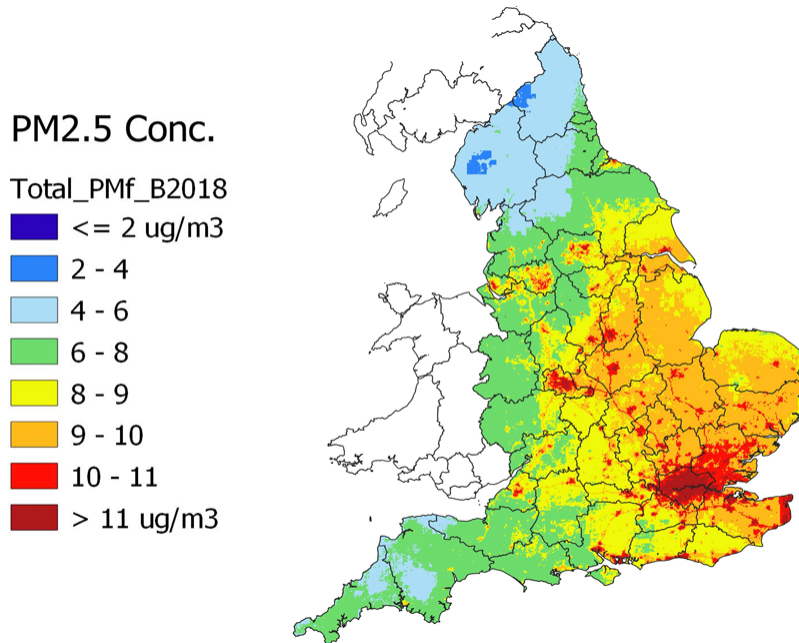 PM2.5 Conc.
Total_PMf_B2018
<= 2 ug/m3
2 - 4
4 - 6
6 - 8
8 - 9
9 - 10
10 - 11
> 11 ug/m3